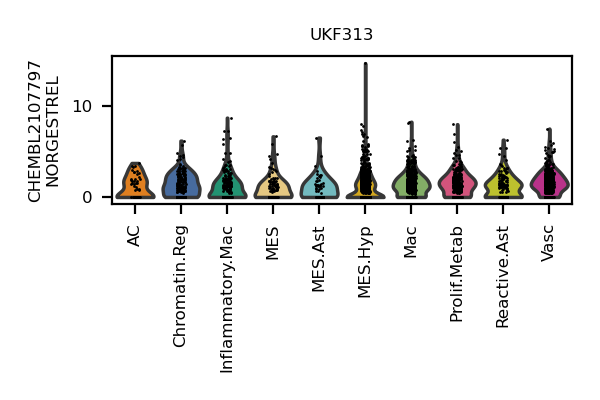 UKF313
CHEMBL2107797
NORGESTREL
10
0
AC
Chromatin.Reg
Inflammatory.Mac
MES
MES.Ast
MES.Hyp
Mac
Prolif.Metab
Reactive.Ast
Vasc